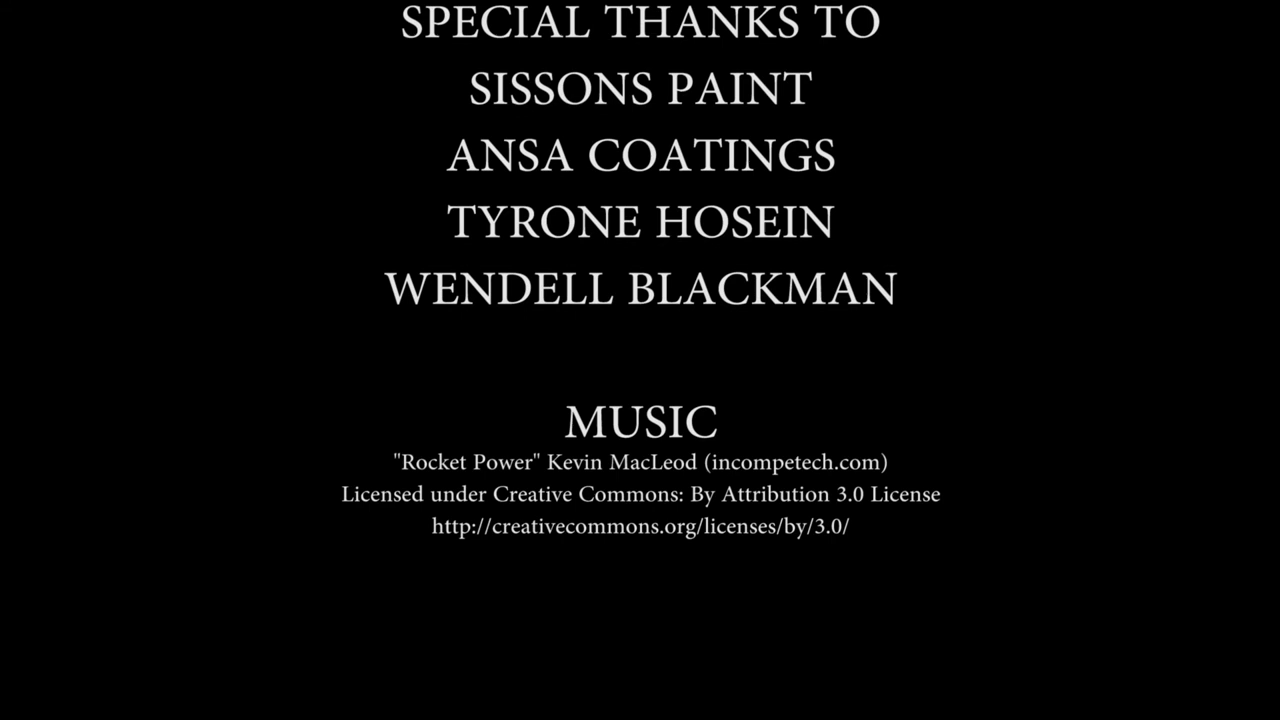 SPECIAL THANKS TO
SISSONS PAINT
ANSA COATINGS
TYRONE HOSEIN
WENDELL BLACKMAN
MUSIC
"Rocket Power" Kevin MacLeod (incompetech.com)
Licensed under Creative Commons: By Attribution 3.0 License
http://creativecommons.org/licenses/by/3.0/